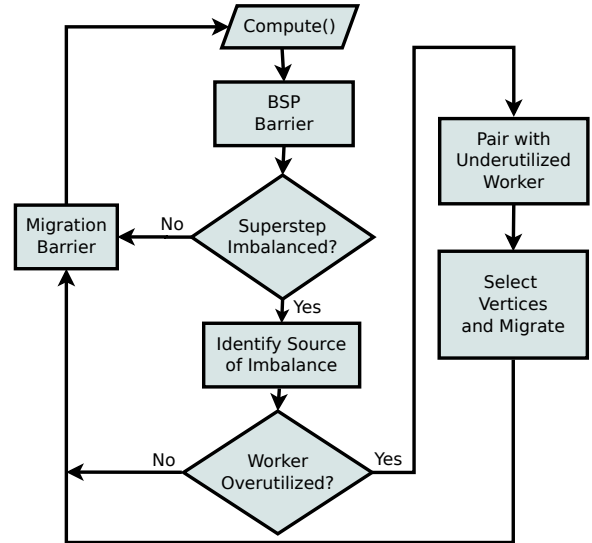 Compute()
BSP
Barrier
Pair with
Underutilized
Worker
Migration
Barrier
No
Superstep
Imbalanced?
Yes
Select
Vertices
and Migrate
Identify Source
of Imbalance
No
Worker
Overutilized?
Yes